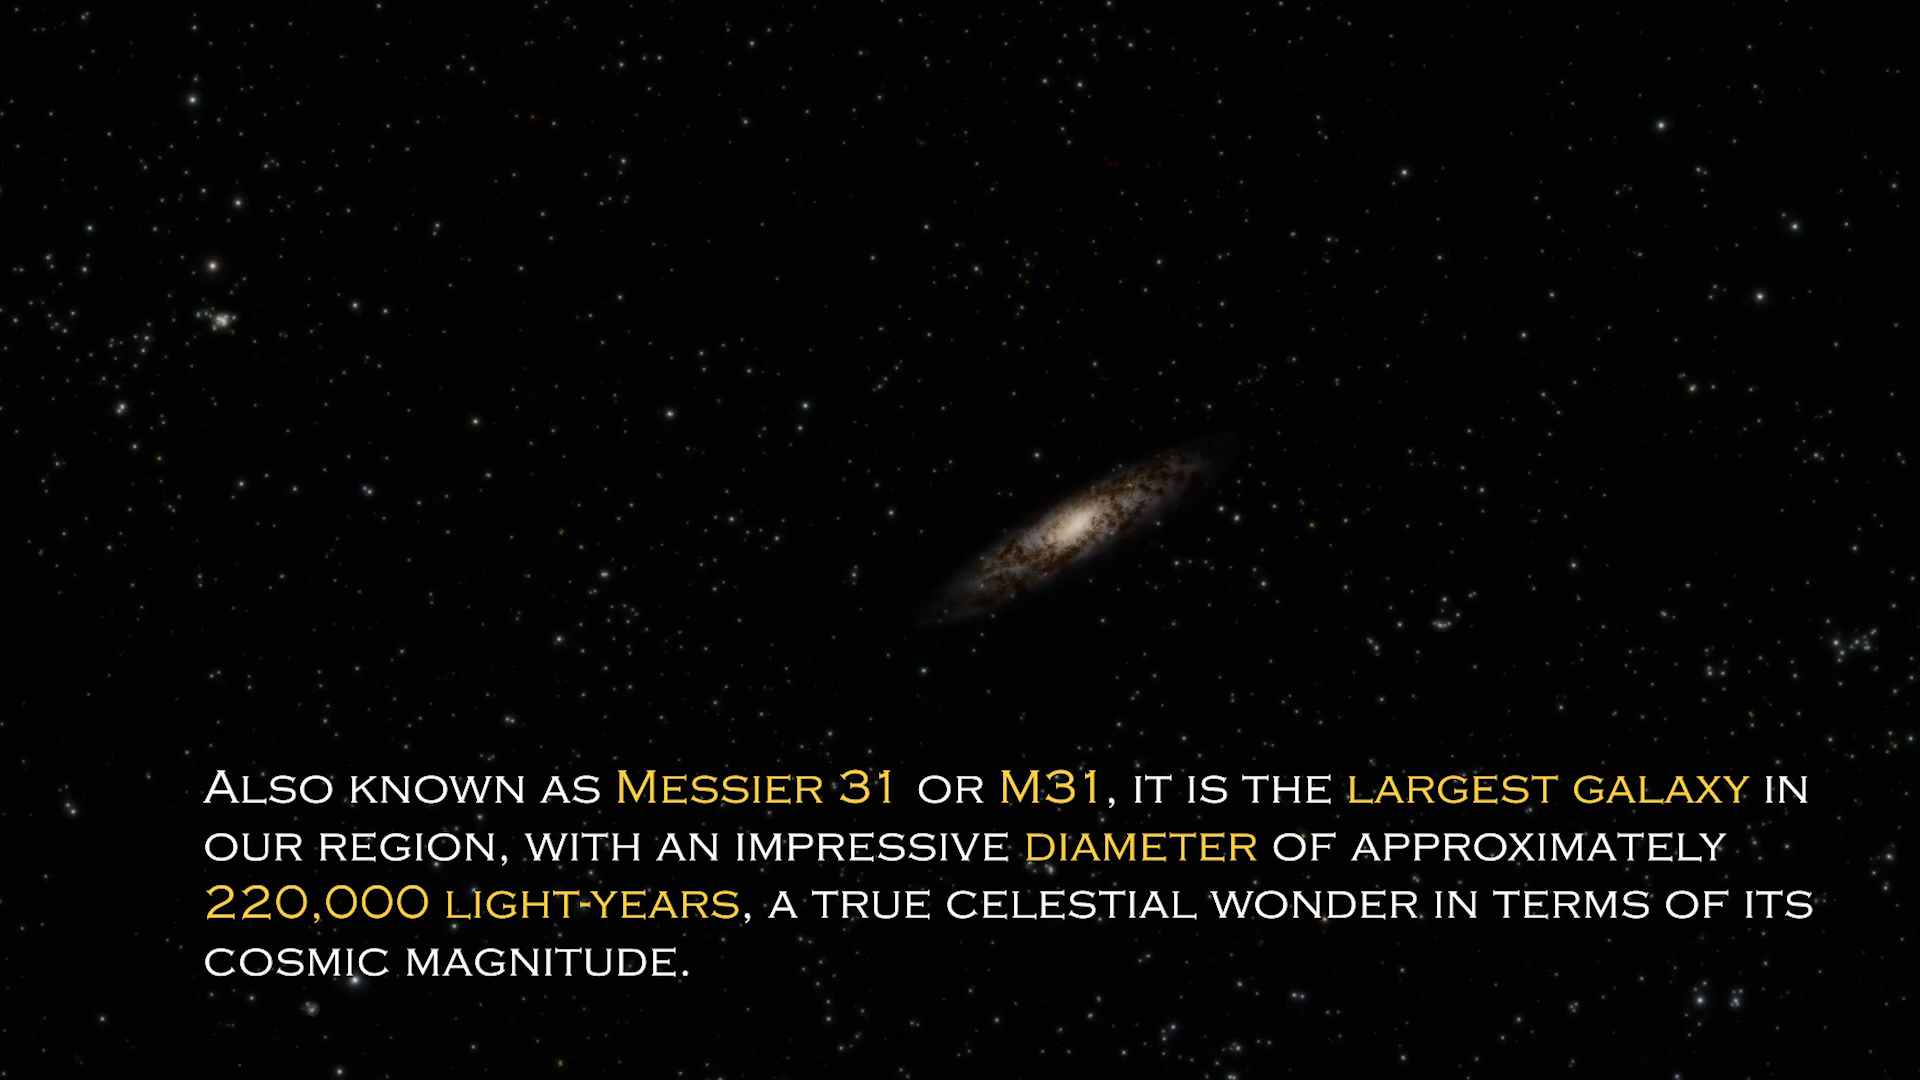 Also known as Messier 31 or M31, it is the largest galaxy in
our region, with an impressive diameter of approximately
220,000 light-years, a true celestial wonder in terms of its
cosmic magnitude.